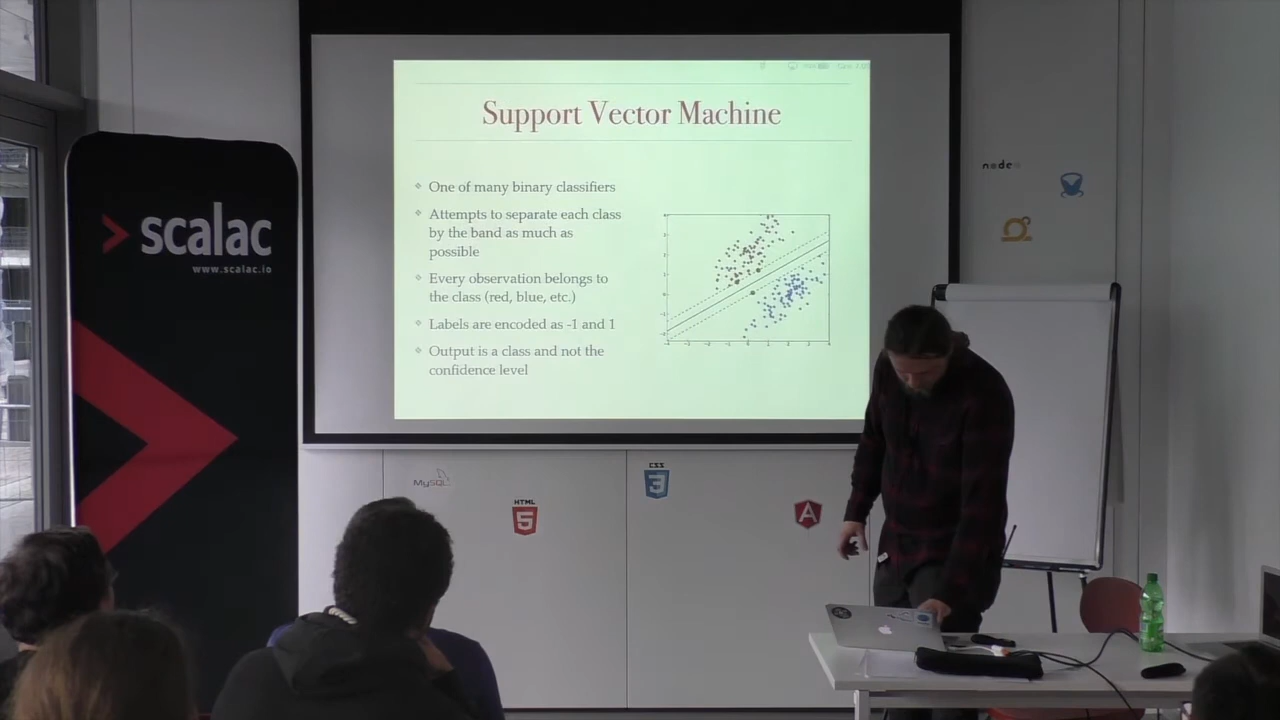 Support Vector Machine
One of many binary classifiers
Attempts to separate each class
by the band as much as
possible
Every observation belongs to
the class (red, blue, etc.)
Labels are encoded as -1 and 1
Output is a class and not the
confidence level
scalac
www.scalac.io
node
MySQL
HTML
5
CSS
3
A